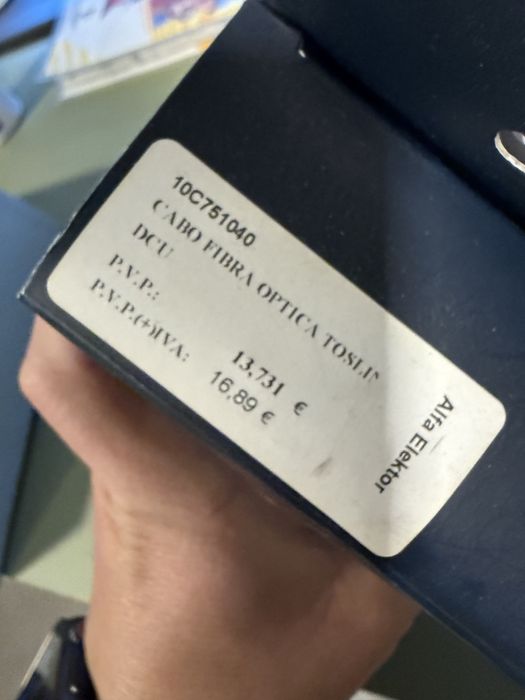 10C751040
CABO FIBRA OPTICA TOSLIN
DCU
P.V.P.: 13,731 €
P.V.P.(+)IVA: 16,89 €
Alfa Elektor